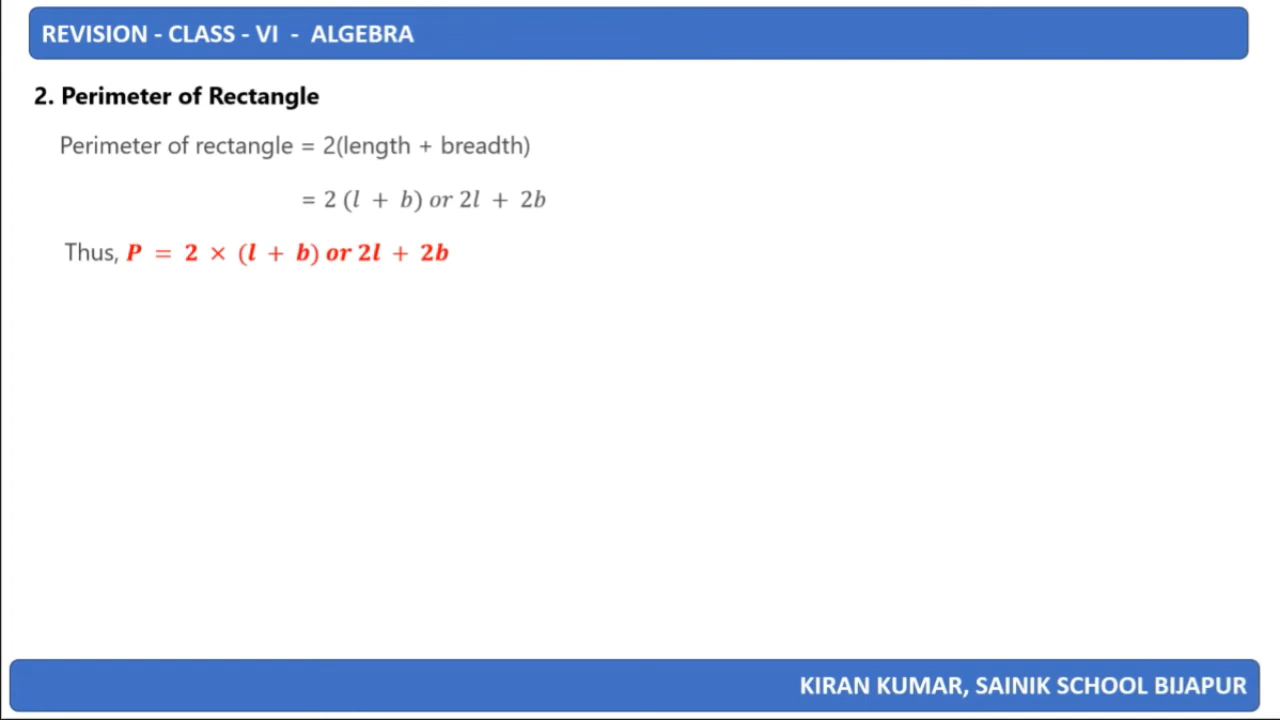 REVISION - CLASS - VI - ALGEBRA
2. Perimeter of Rectangle
Perimeter of rectangle = 2(length + breadth)
= 2 (l + b) or 2l + 2b
Thus, P = 2 × (l + b) or 2l + 2b
KIRAN KUMAR, SAINIK SCHOOL BIJAPUR